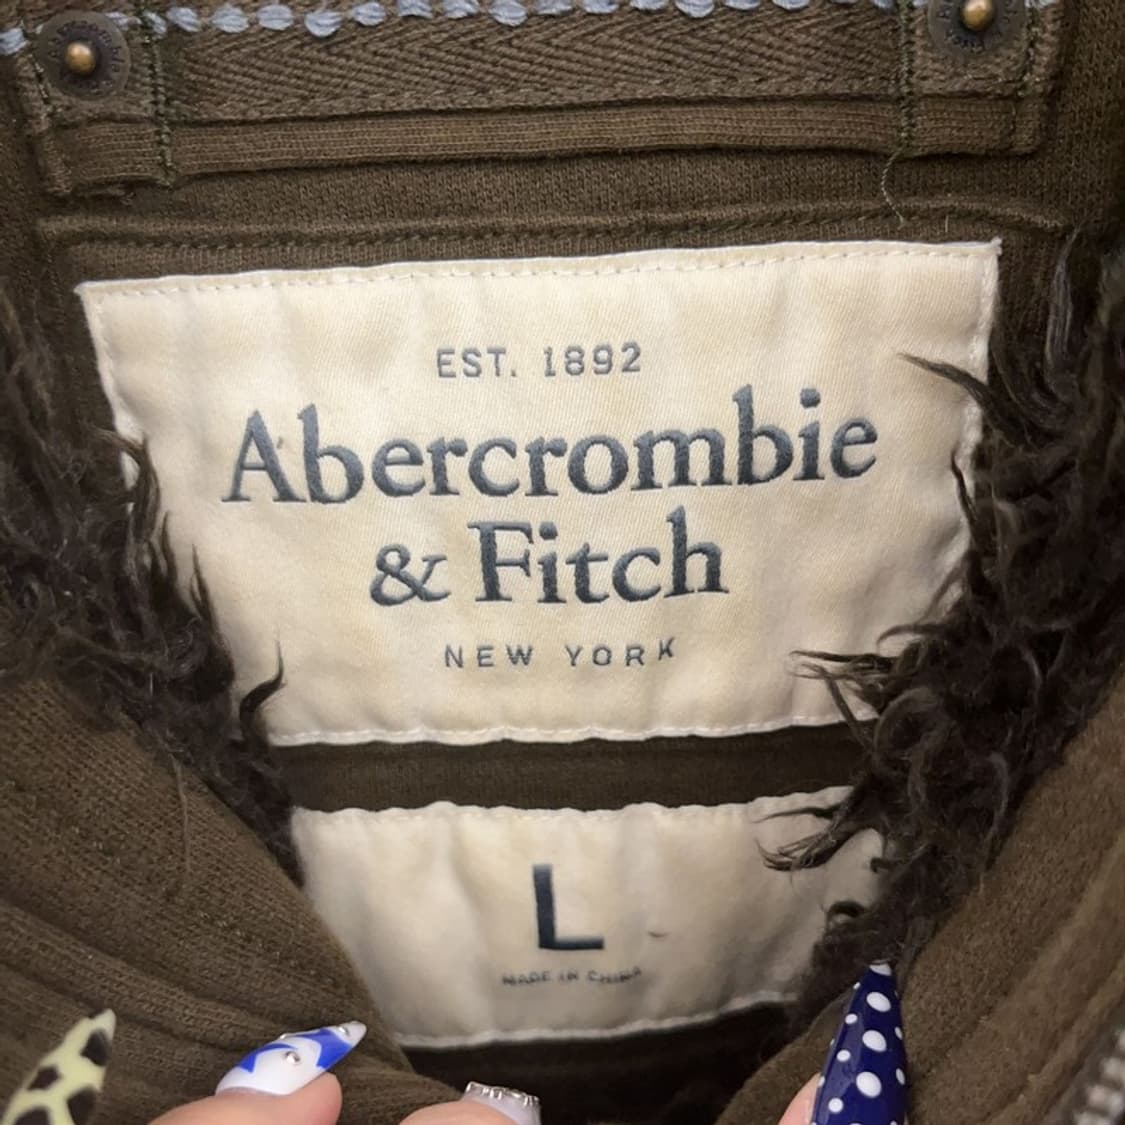 EST. 1892
Abercrombie
& Fitch
NEW YORK
L
MADE IN CHINA